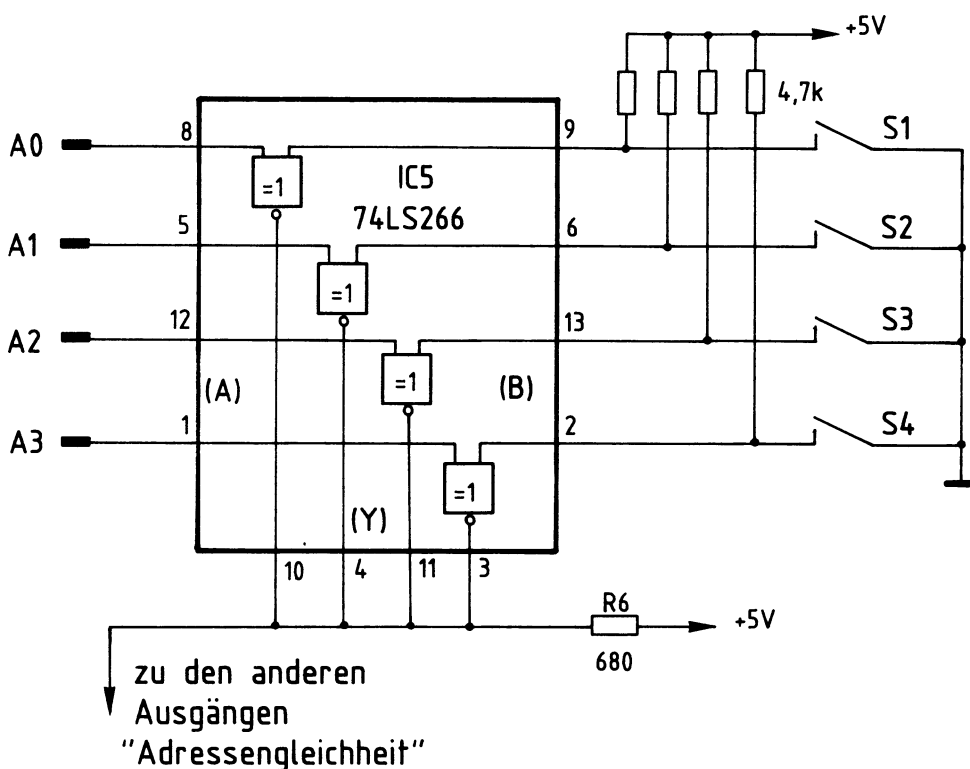 +5V
4,7k
A0
8
9
S1
=1
IC5
74LS266
A1
5
6
S2
=1
A2
12
13
S3
=1
(A)
(B)
A3
1
2
S4
=1
(Y)
10
4
11
3
R6
+5V
680
zu den anderen
Ausgängen
"Adressengleichheit"